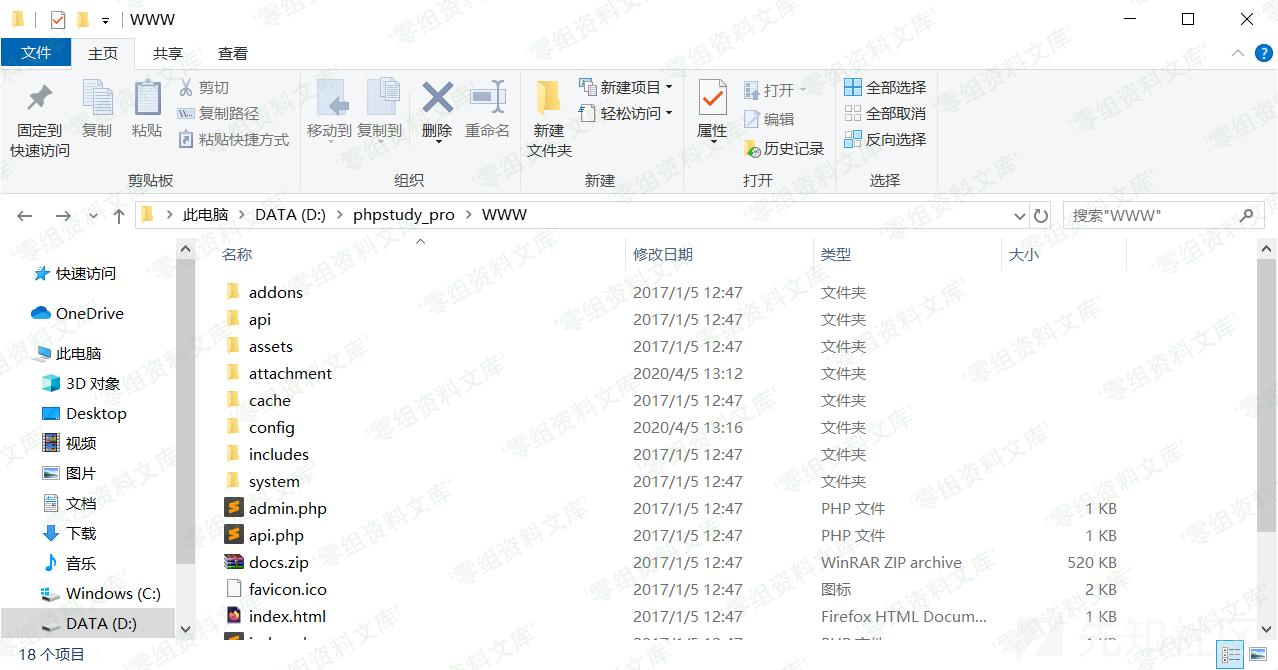 WWW
文件 主页 共享 查看
固定到快速访问 复制 粘贴 剪切 复制路径 粘贴快捷方式 移动到 复制到 删除 重命名 新建文件夹 新建项目 轻松访问 属性 打开 编辑 历史记录 全部选择 全部取消 反向选择
剪贴板 组织 新建 打开 选择
此电脑 DATA (D:) phpstudy_pro WWW 搜索"WWW"
名称 修改日期 类型 大小
快速访问
OneDrive
此电脑
3D 对象
Desktop
视频
图片
文档
下载
音乐
Windows (C:)
DATA (D:)
addons 2017/1/5 12:47 文件夹
api 2017/1/5 12:47 文件夹
assets 2017/1/5 12:47 文件夹
attachment 2020/4/5 13:12 文件夹
cache 2017/1/5 12:47 文件夹
config 2020/4/5 13:16 文件夹
includes 2017/1/5 12:47 文件夹
system 2017/1/5 12:47 文件夹
admin.php 2017/1/5 12:47 PHP 文件 1 KB
api.php 2017/1/5 12:47 PHP 文件 1 KB
docs.zip 2017/1/5 12:47 WinRAR ZIP archive 520 KB
favicon.ico 2017/1/5 12:47 图标 2 KB
index.html 2017/1/5 12:47 Firefox HTML Docum... 1 KB
18 个项目
零组资料文库
先知社区